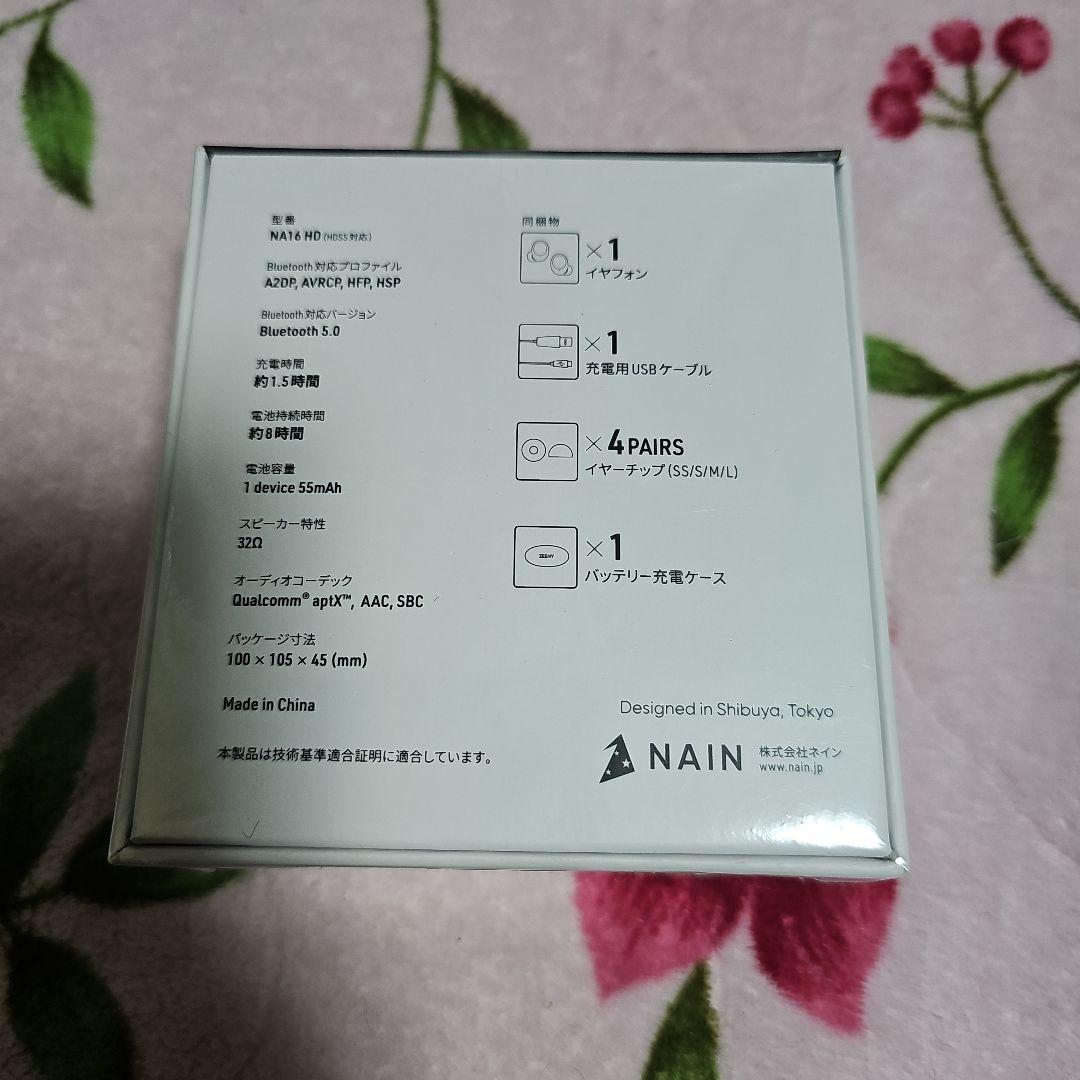 型番
NA16 HD (HDSS対応)
Bluetooth対応プロファイル
A2DP, AVRCP, HFP, HSP
Bluetooth対応バージョン
Bluetooth 5.0
充電時間
約1.5時間
電池持続時間
約8時間
電池容量
1 device 55mAh
スピーカー特性
32Ω
オーディオコーデック
Qualcomm® aptX™, AAC, SBC
パッケージ寸法
100 × 105 × 45 (mm)
Made in China
本製品は技術基準適合証明に適合しています。
同梱物
×1
イヤフォン
×1
充電用USBケーブル
×4 PAIRS
イヤーチップ (SS/S/M/L)
ZEENY
×1
バッテリー充電ケース
Designed in Shibuya, Tokyo
NAIN 株式会社ネイン
www.nain.jp